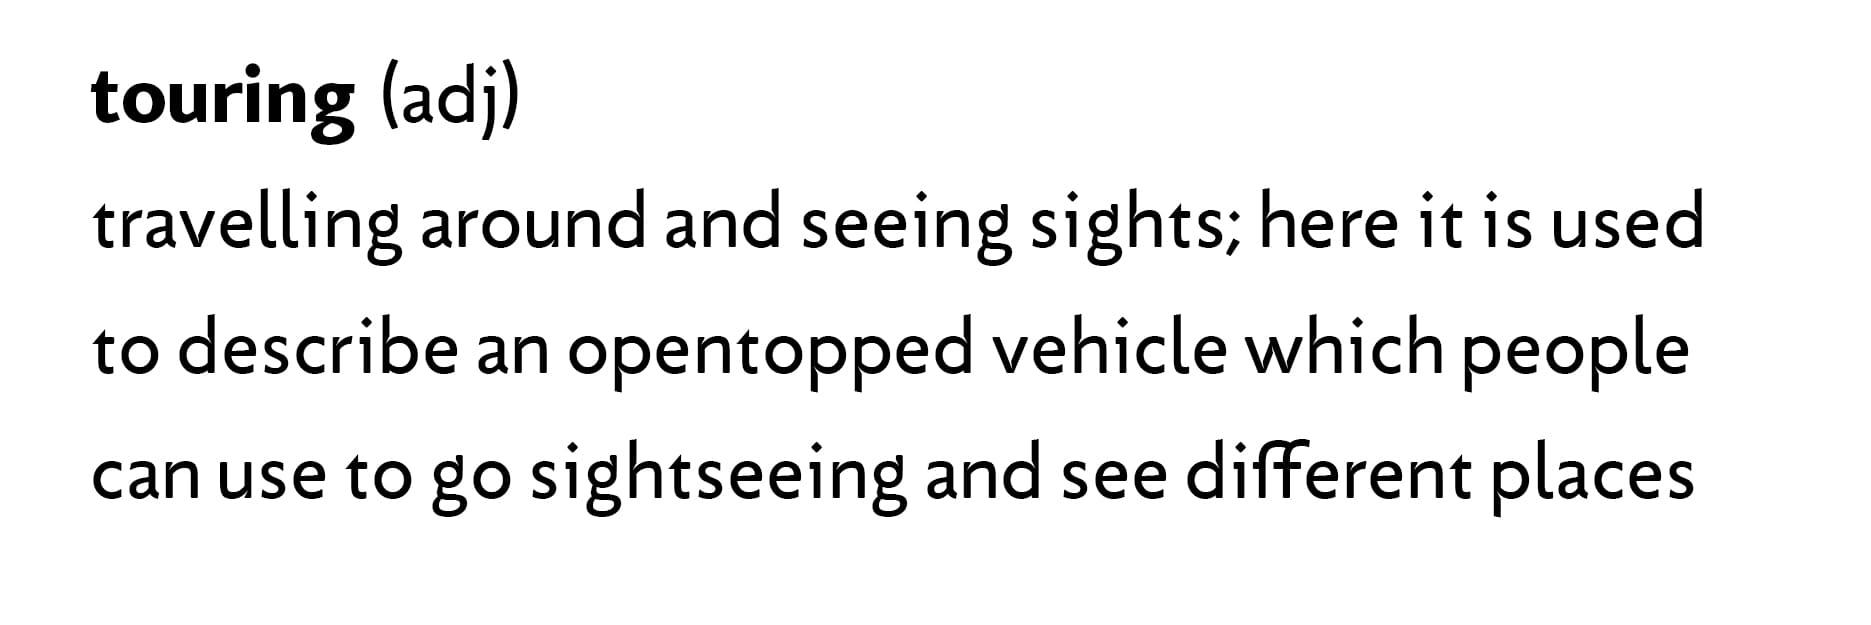 touring (adj)
travelling around and seeing sights; here it is used
to describe an opentopped vehicle which people
can use to go sightseeing and see different places